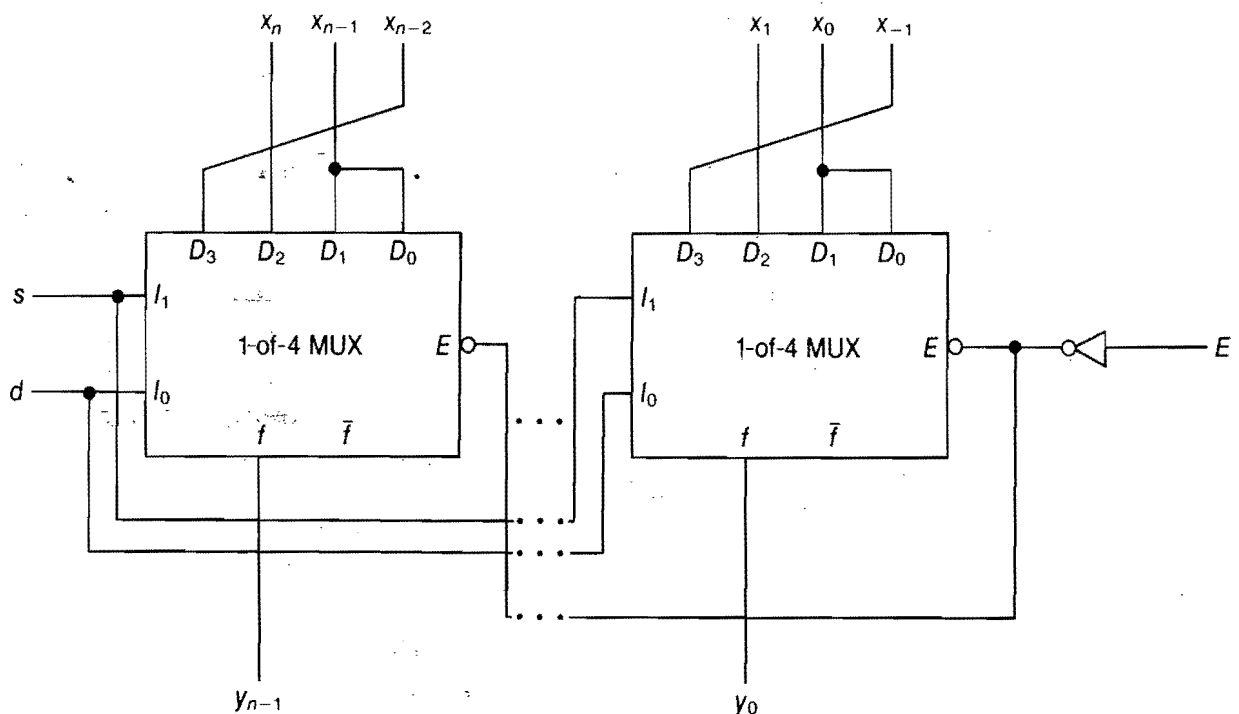 xₙ xₙ₋₁ xₙ₋₂ x₁ x₀ x₋₁
D₃ D₂ D₁ D₀ D₃ D₂ D₁ D₀
s I₁ I₁
1-of-4 MUX E 1-of-4 MUX E E
d I₀ I₀
f f̄ f f̄
yₙ₋₁ y₀